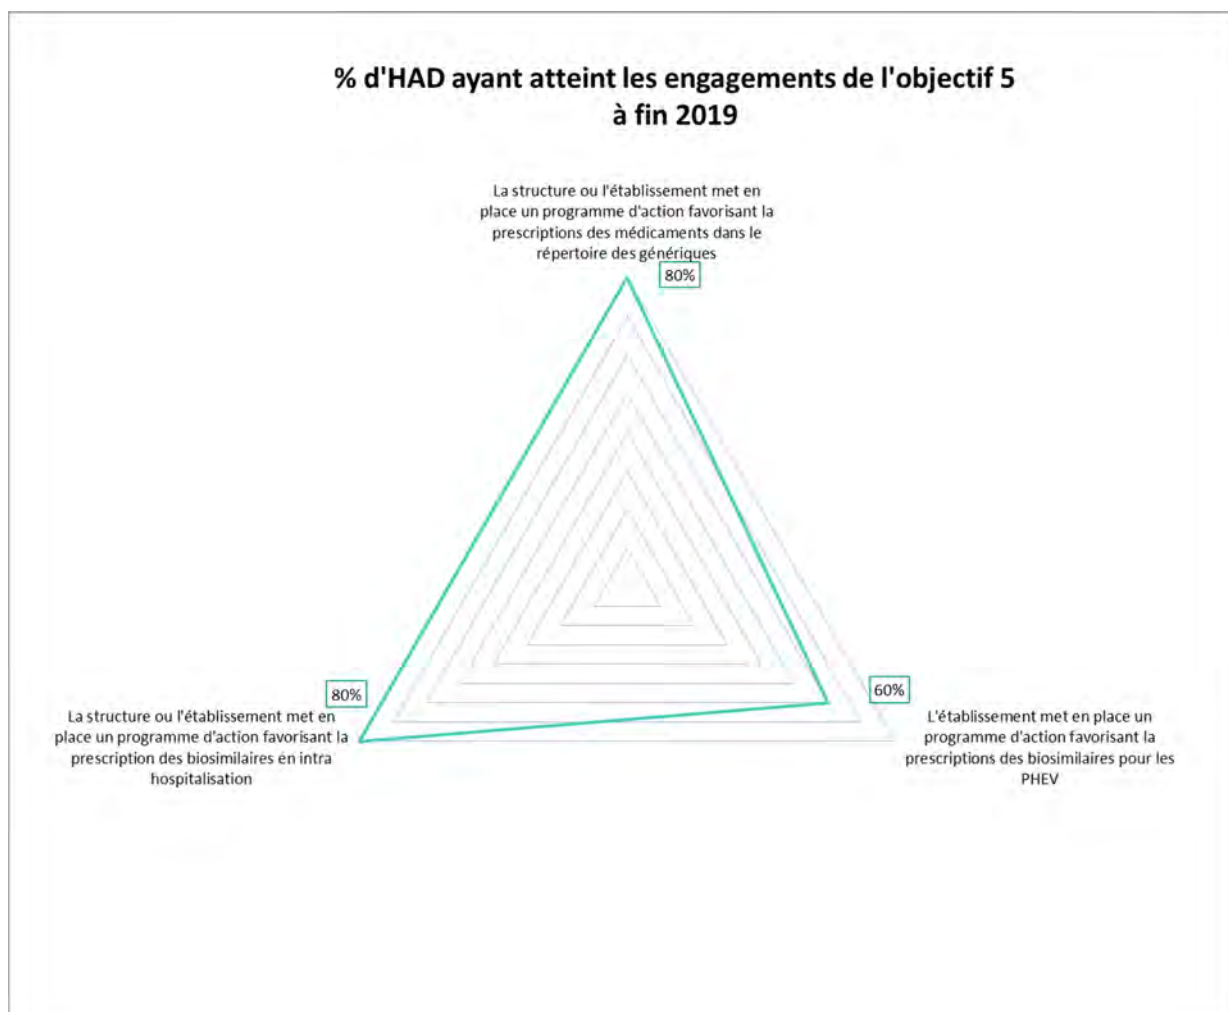 % d'HAD ayant atteint les engagements de l'objectif 5
à fin 2019
La structure ou l'établissement met en
place un programme d'action favorisant la
prescriptions des médicaments dans le
répertoire des génériques
80%
80%
La structure ou l'établissement met en
place un programme d'action favorisant la
prescription des biosimilaires en intra
hospitalisation
60%
L'établissement met en place un
programme d'action favorisant la
prescriptions des biosimilaires pour les
PHEV